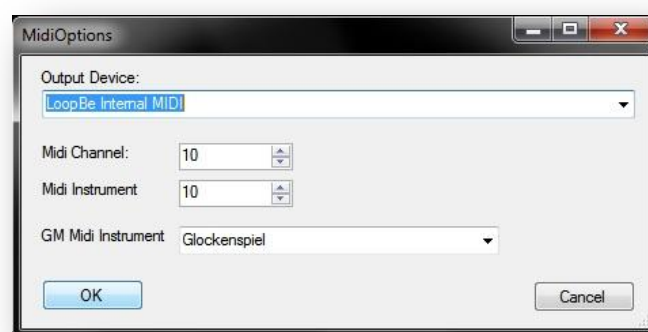 MidiOptions
Output Device:
LoopBe Internal MIDI
Midi Channel: 10
Midi Instrument 10
GM Midi Instrument Glockenspiel
OK Cancel